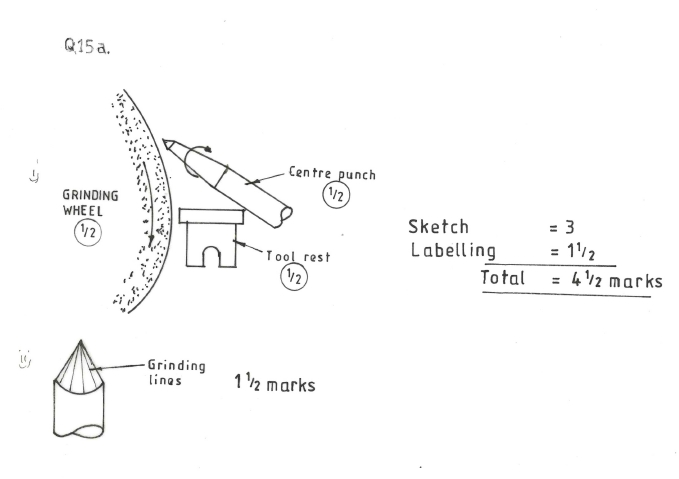 Q15a.
i)
Centre punch
1/2
GRINDING
WHEEL
1/2
Tool rest
1/2
Sketch = 3
Labelling = 1 1/2
Total = 4 1/2 marks
ii)
Grinding
lines
1 1/2 marks